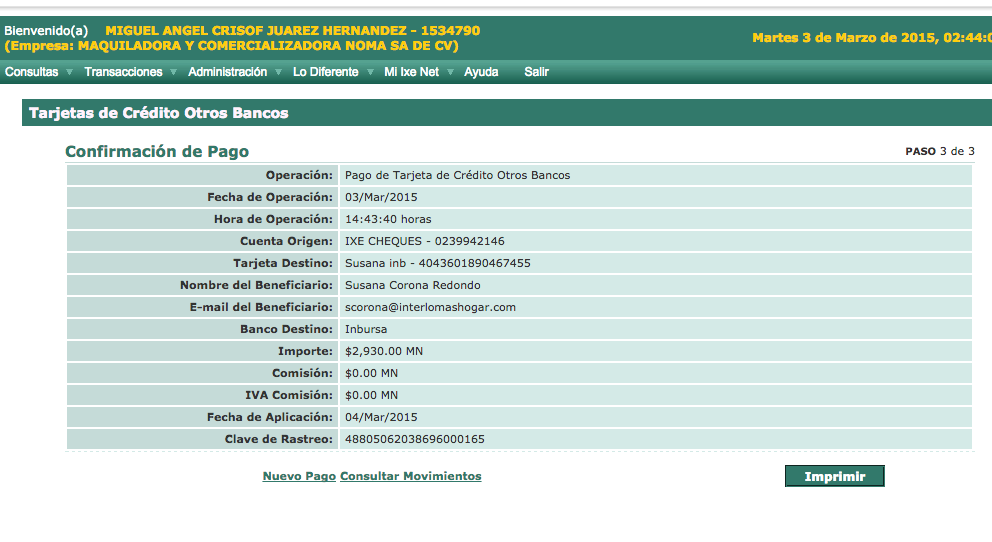 Bienvenido(a) MIGUEL ANGEL CRISOF JUAREZ HERNANDEZ - 1534790
(Empresa: MAQUILADORA Y COMERCIALIZADORA NOMA SA DE CV)
Martes 3 de Marzo de 2015, 02:44:0
Consultas Transacciones Administración Lo Diferente Mi Ixe Net Ayuda Salir
Tarjetas de Crédito Otros Bancos
Confirmación de Pago PASO 3 de 3
Operación: Pago de Tarjeta de Crédito Otros Bancos
Fecha de Operación: 03/Mar/2015
Hora de Operación: 14:43:40 horas
Cuenta Origen: IXE CHEQUES - 0239942146
Tarjeta Destino: Susana inb - 4043601890467455
Nombre del Beneficiario: Susana Corona Redondo
E-mail del Beneficiario: scorona@interlomashogar.com
Banco Destino: Inbursa
Importe: $2,930.00 MN
Comisión: $0.00 MN
IVA Comisión: $0.00 MN
Fecha de Aplicación: 04/Mar/2015
Clave de Rastreo: 48805062038696000165
Nuevo Pago Consultar Movimientos Imprimir